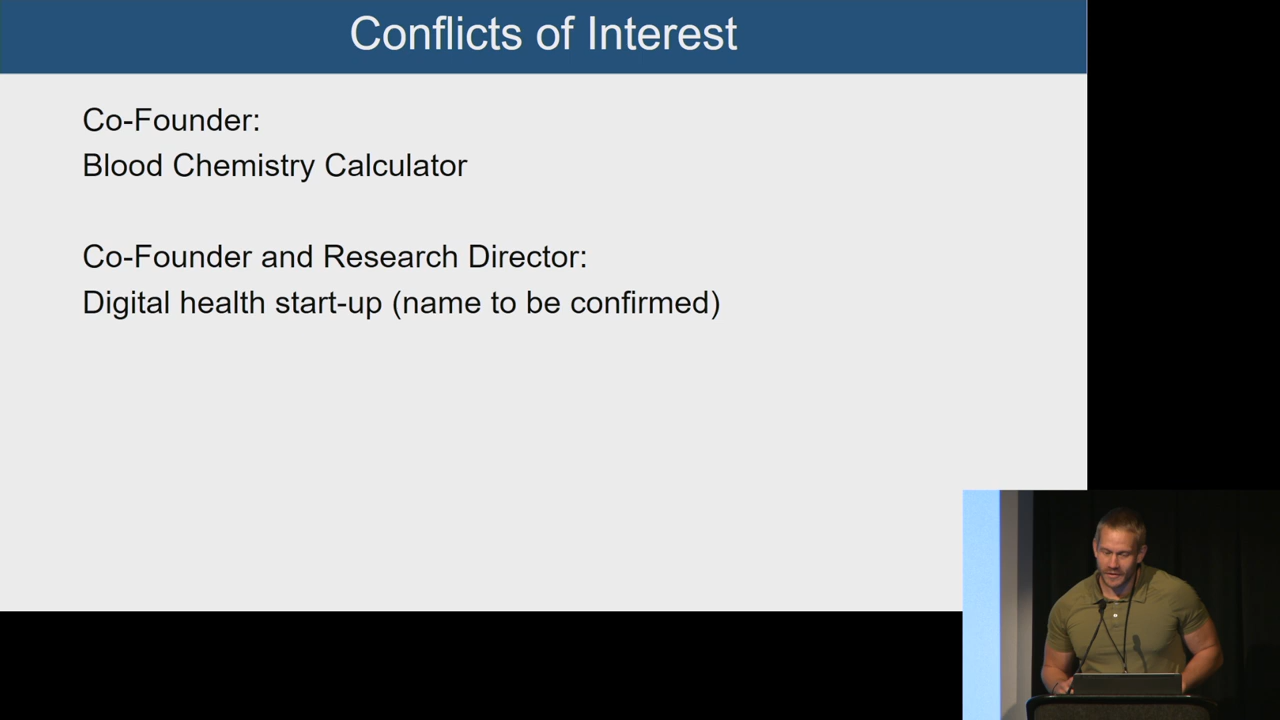 Conflicts of Interest
Co-Founder:
Blood Chemistry Calculator
Co-Founder and Research Director:
Digital health start-up (name to be confirmed)